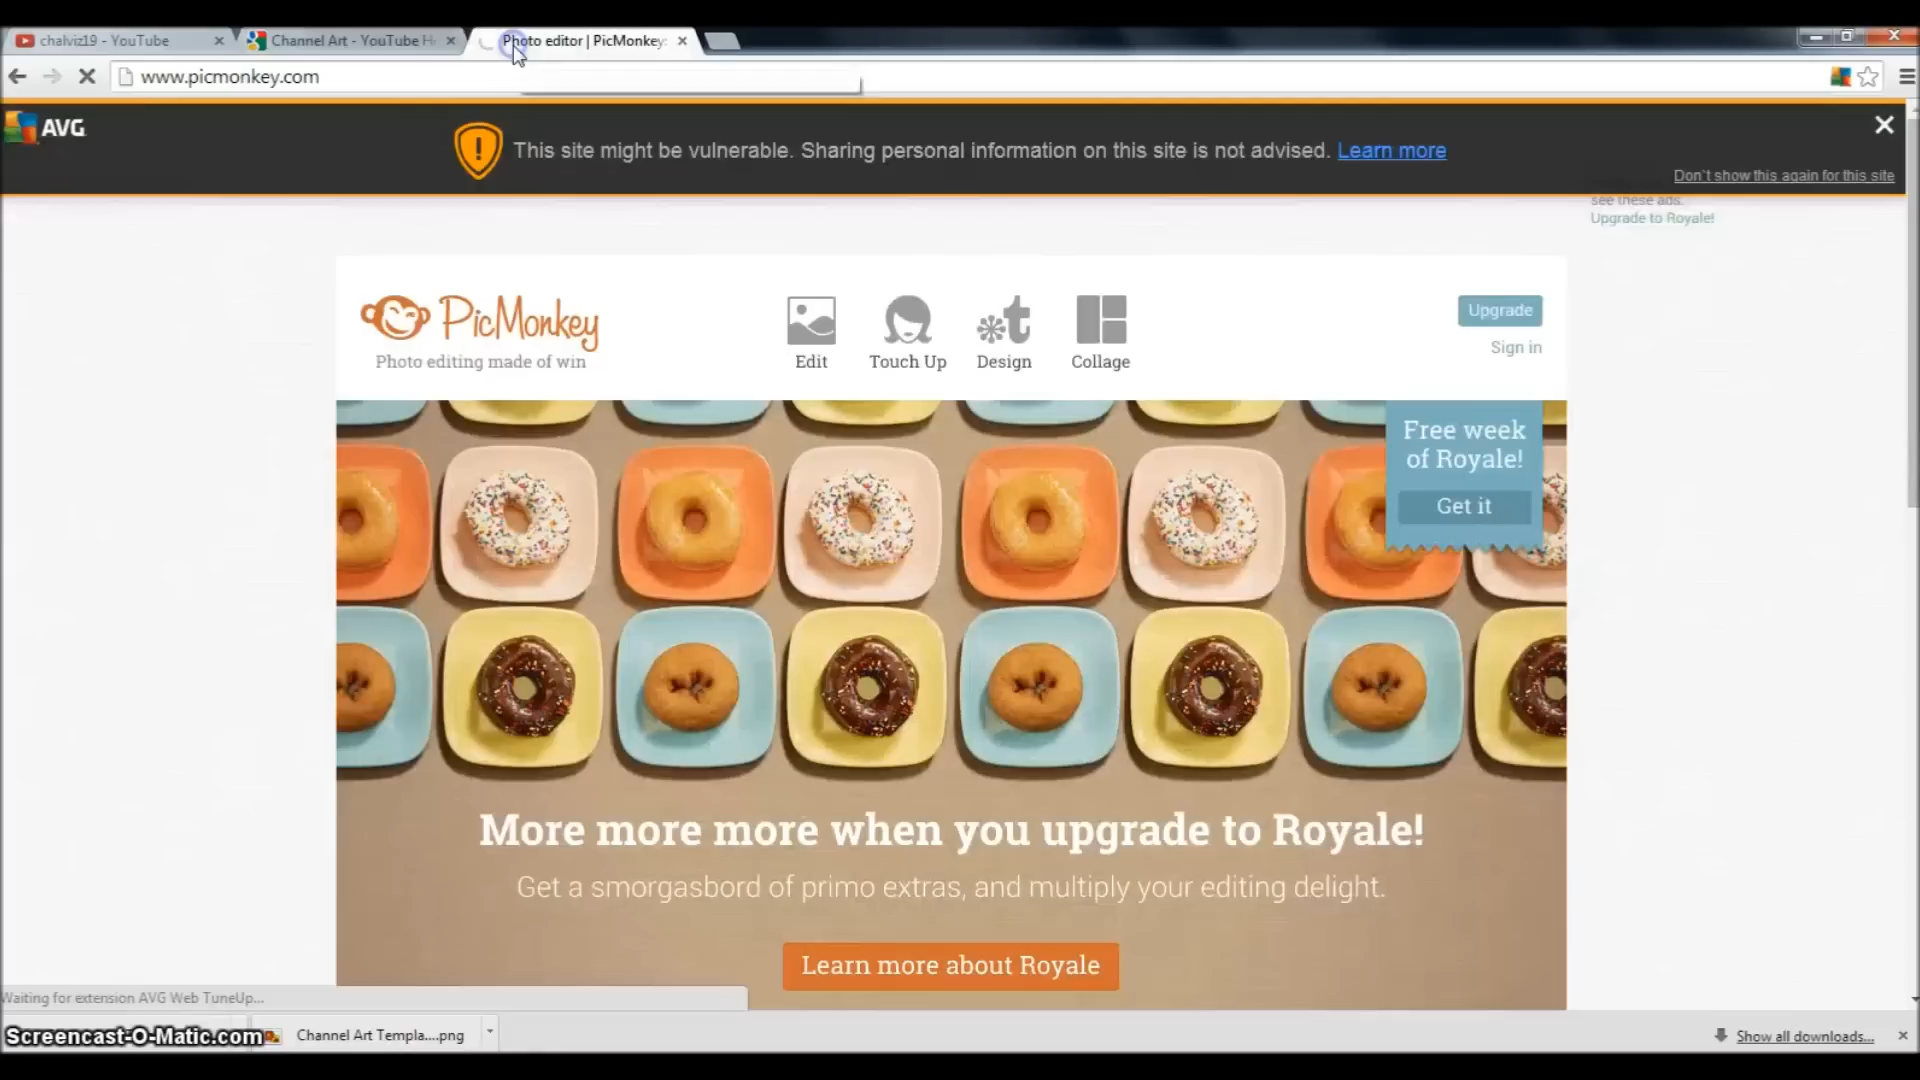 chalviz19 - YouTube
Channel Art - YouTube H
Photo editor | PicMonkey:
www.picmonkey.com
AVG
This site might be vulnerable. Sharing personal information on this site is not advised. Learn more
Don't show this again for this site
see these ads.
Upgrade to Royale!
PicMonkey
Photo editing made of win
Edit
Touch Up
Design
Collage
Upgrade
Sign in
Free week
of Royale!
Get it
More more more when you upgrade to Royale!
Get a smorgasbord of primo extras, and multiply your editing delight.
Learn more about Royale
Waiting for extension AVG Web TuneUp...
Screencast-O-Matic.com
Channel Art Templa....png
Show all downloads...